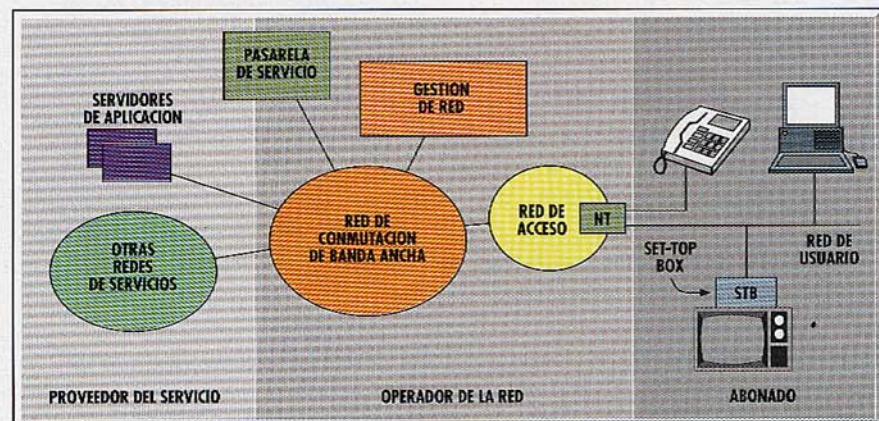 PASARELA
DE SERVICIO
GESTION
DE RED
SERVIDORES
DE APLICACION
RED DE
CONMUTACION
DE BANDA ANCHA
RED DE
ACCESO
NT
OTRAS
REDES
DE SERVICIOS
SET-TOP
BOX
STB
RED DE
USUARIO
PROVEEDOR DEL SERVICIO
OPERADOR DE LA RED
ABONADO